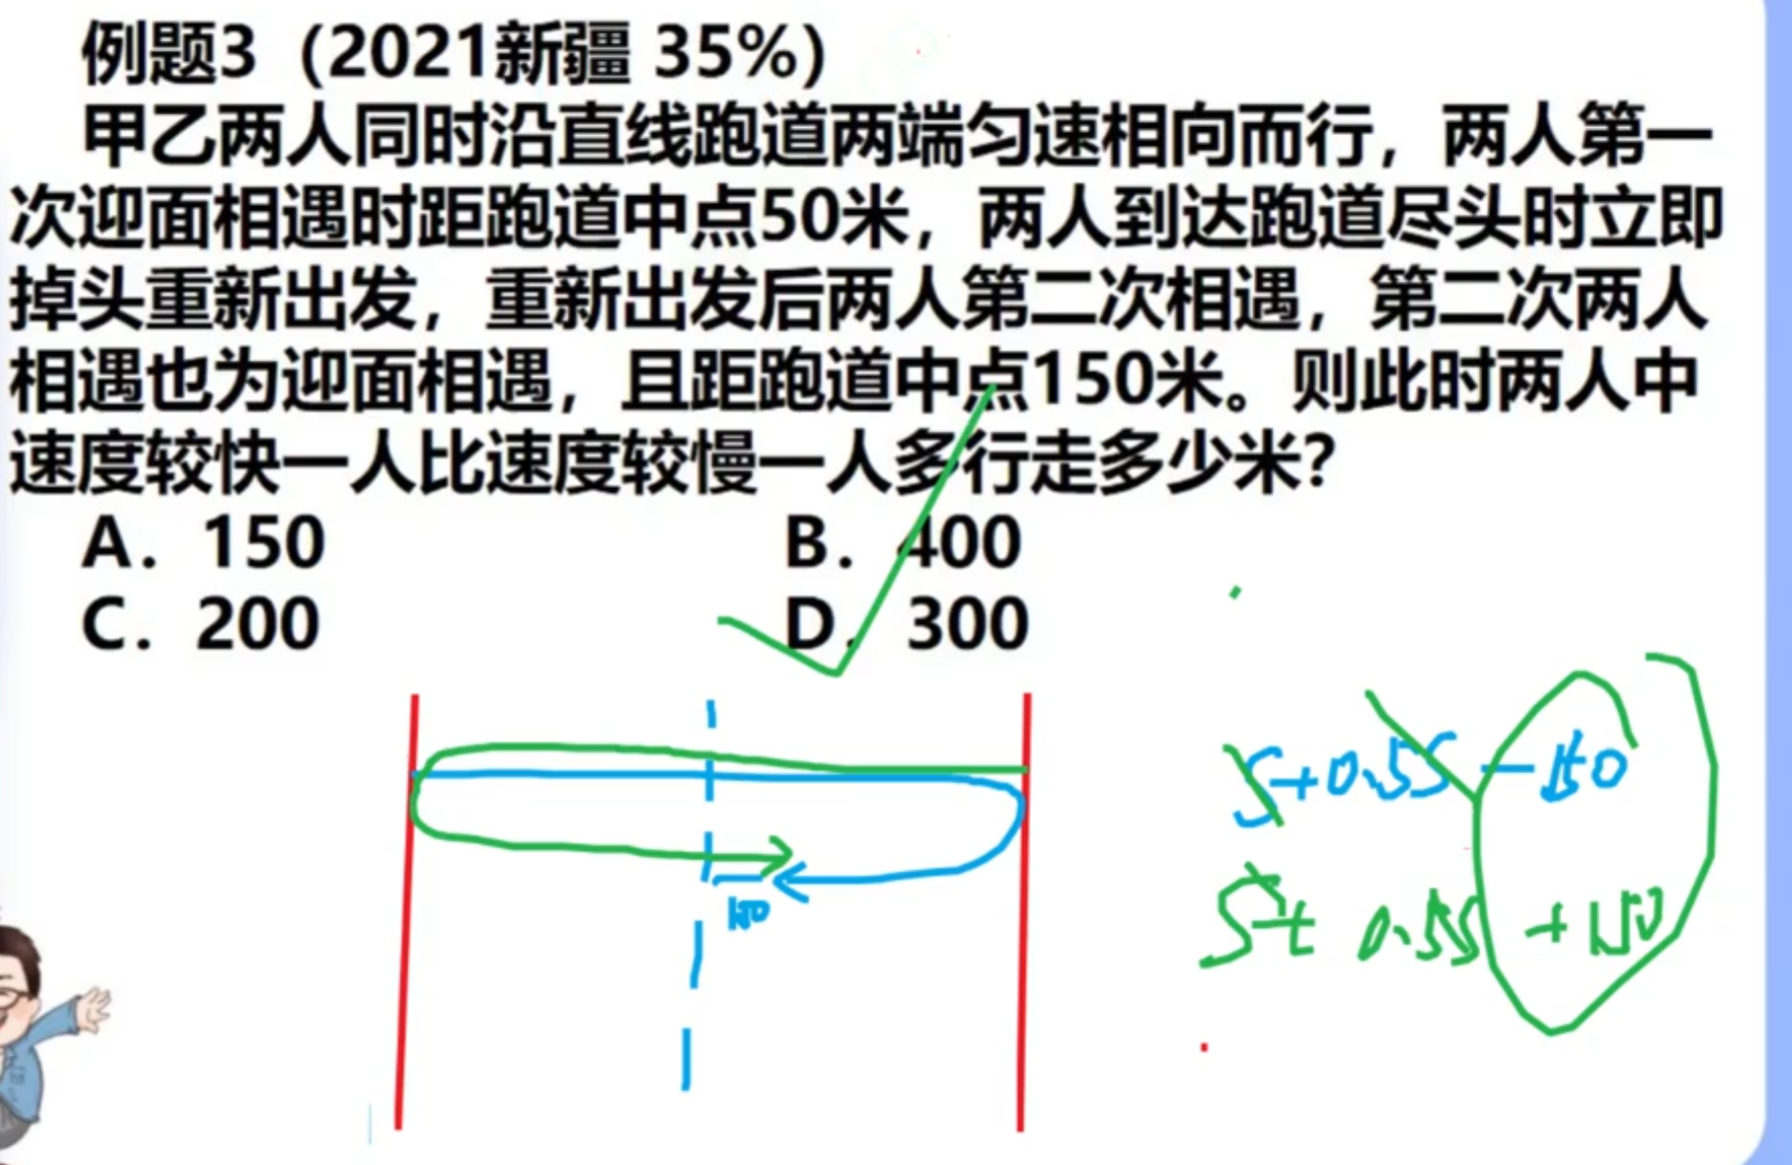 例题3（2021新疆 35%）
甲乙两人同时沿直线跑道两端匀速相向而行，两人第一
次迎面相遇时距跑道中点50米，两人到达跑道尽头时立即
掉头重新出发，重新出发后两人第二次相遇，第二次两人
相遇也为迎面相遇，且距跑道中点150米。则此时两人中
速度较快一人比速度较慢一人多行走多少米?
A. 150
B. 400
C. 200
D. 300
S+0.5S-150
S+0.5S+150
150